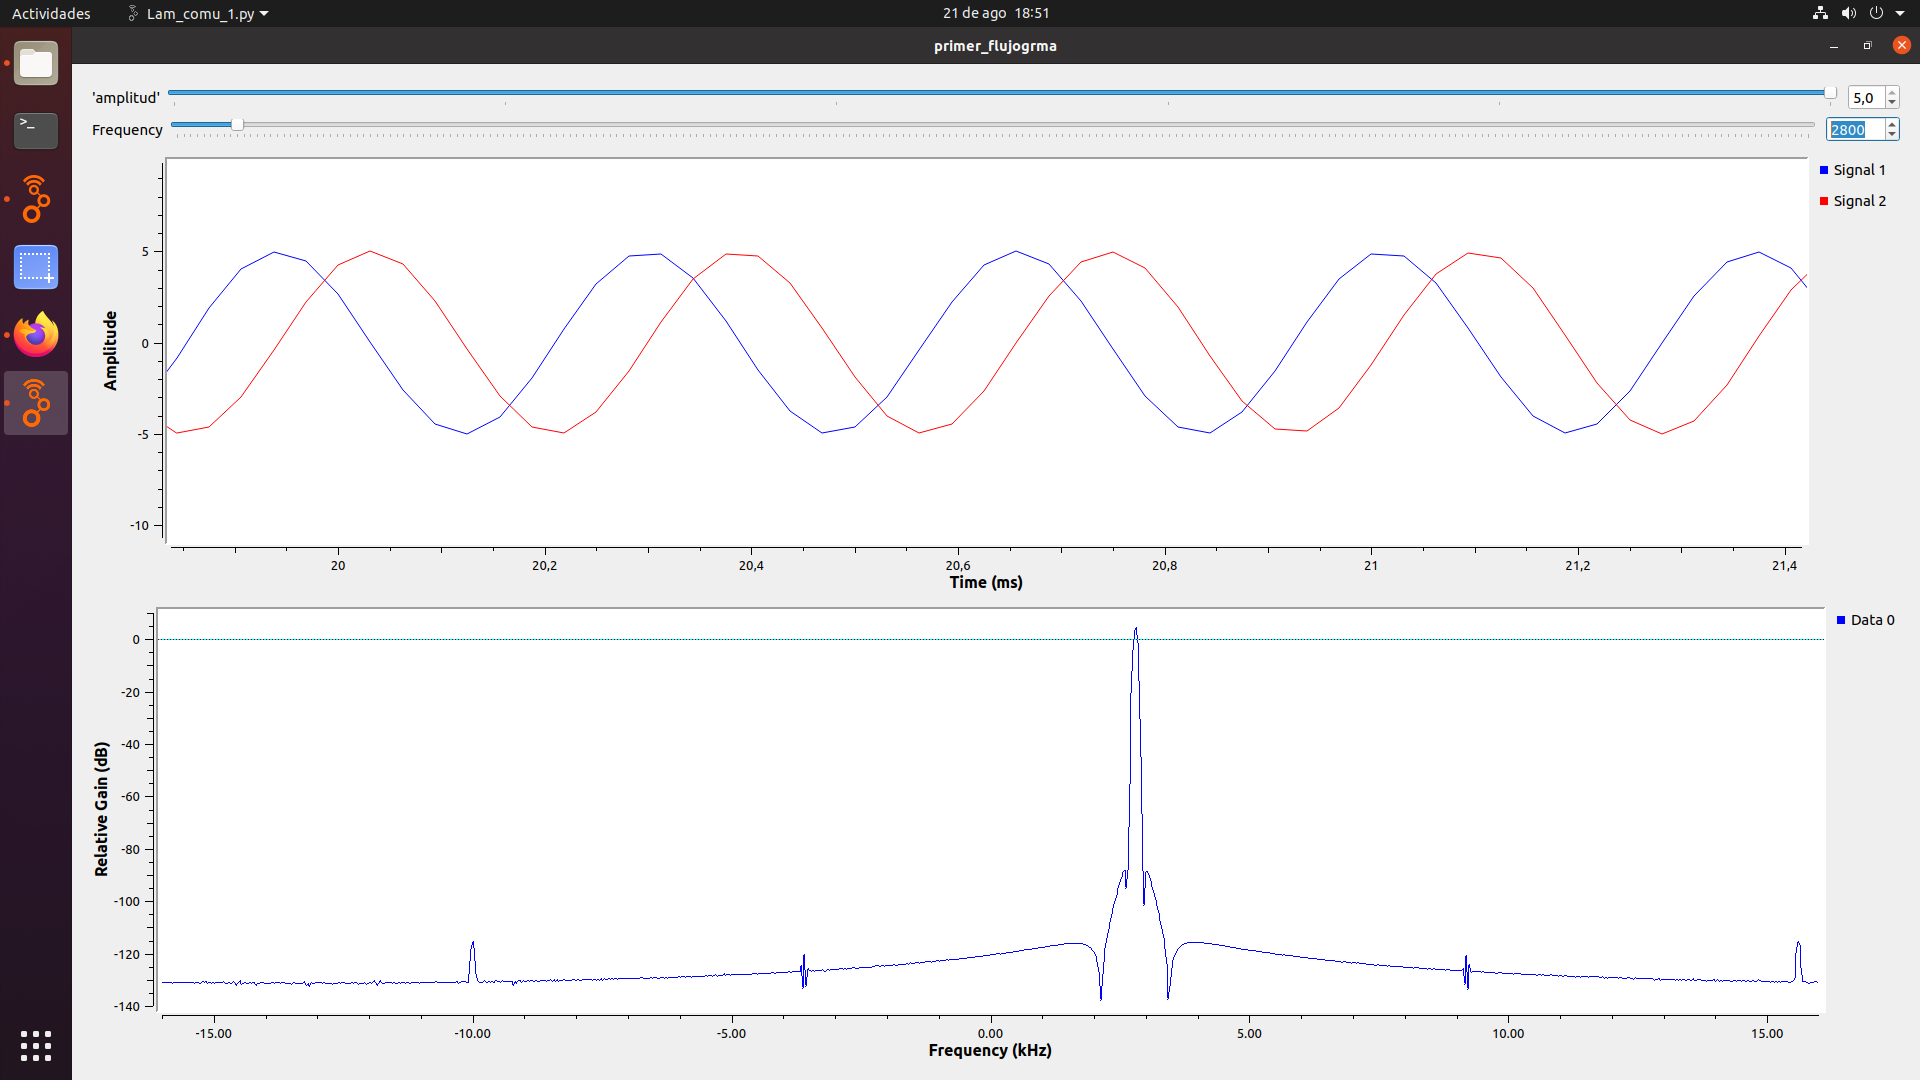 Actividades
Lam_comu_1.py
21 de ago 18:51
primer_flujogrma
'amplitud'
5,0
Frequency
2800
Signal 1
Signal 2
Amplitude
5
0
-5
-10
20
20,2
20,4
20,6
20,8
21
21,2
21,4
Time (ms)
Data 0
Relative Gain (dB)
0
-20
-40
-60
-80
-100
-120
-140
-15.00
-10.00
-5.00
0.00
5.00
10.00
15.00
Frequency (kHz)